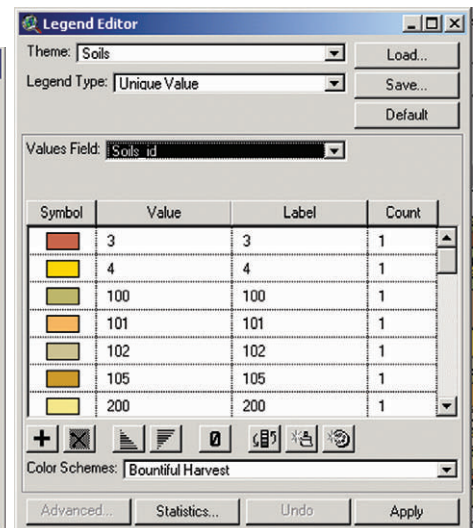 Legend Editor
Theme: Soils
Load...
Legend Type: Unique Value
Save...
Default
Values Field: Soils_id
Symbol Value Label Count
3 3 1
4 4 1
100 100 1
101 101 1
102 102 1
105 105 1
200 200 1
Color Schemes: Bountiful Harvest
Advanced... Statistics... Undo Apply